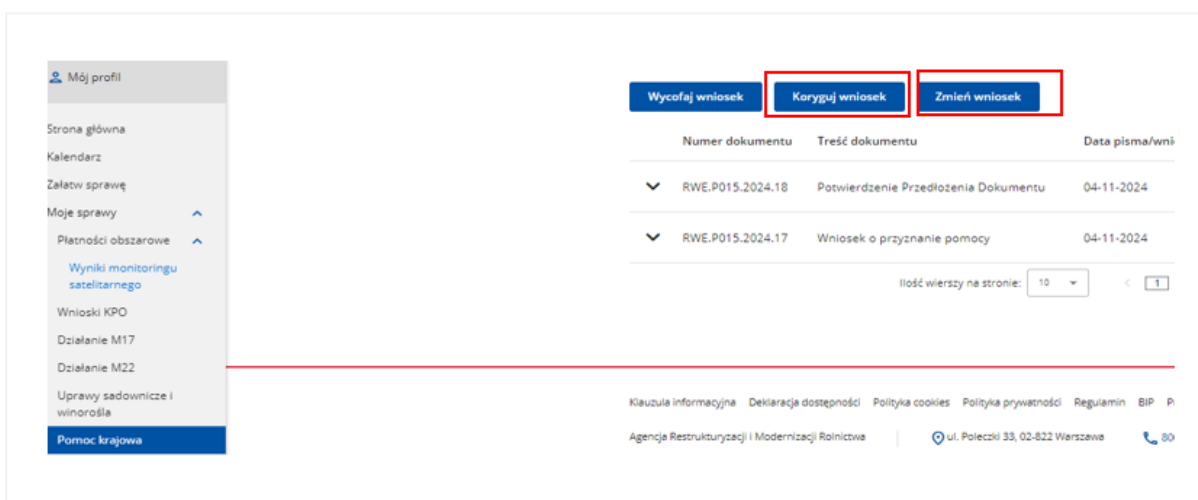 Mój profil
Strona główna
Kalendarz
Załatw sprawę
Moje sprawy
Płatności obszarowe
Wyniki monitoringu
satelitarnego
Wnioski KPO
Działanie M17
Działanie M22
Uprawy sadownicze i
winorośla
Pomoc krajowa
Wycofaj wniosek Koryguj wniosek Zmień wniosek
Numer dokumentu Treść dokumentu Data pisma/wni
RWE.P015.2024.18 Potwierdzenie Przedłożenia Dokumentu 04-11-2024
RWE.P015.2024.17 Wniosek o przyznanie pomocy 04-11-2024
Ilość wierszy na stronie: 10 1
Klauzula informacyjna Deklaracja dostępności Polityka cookies Polityka prywatności Regulamin BIP
Agencja Restrukturyzacji i Modernizacji Rolnictwa ul. Poleczki 33, 02-822 Warszawa 80